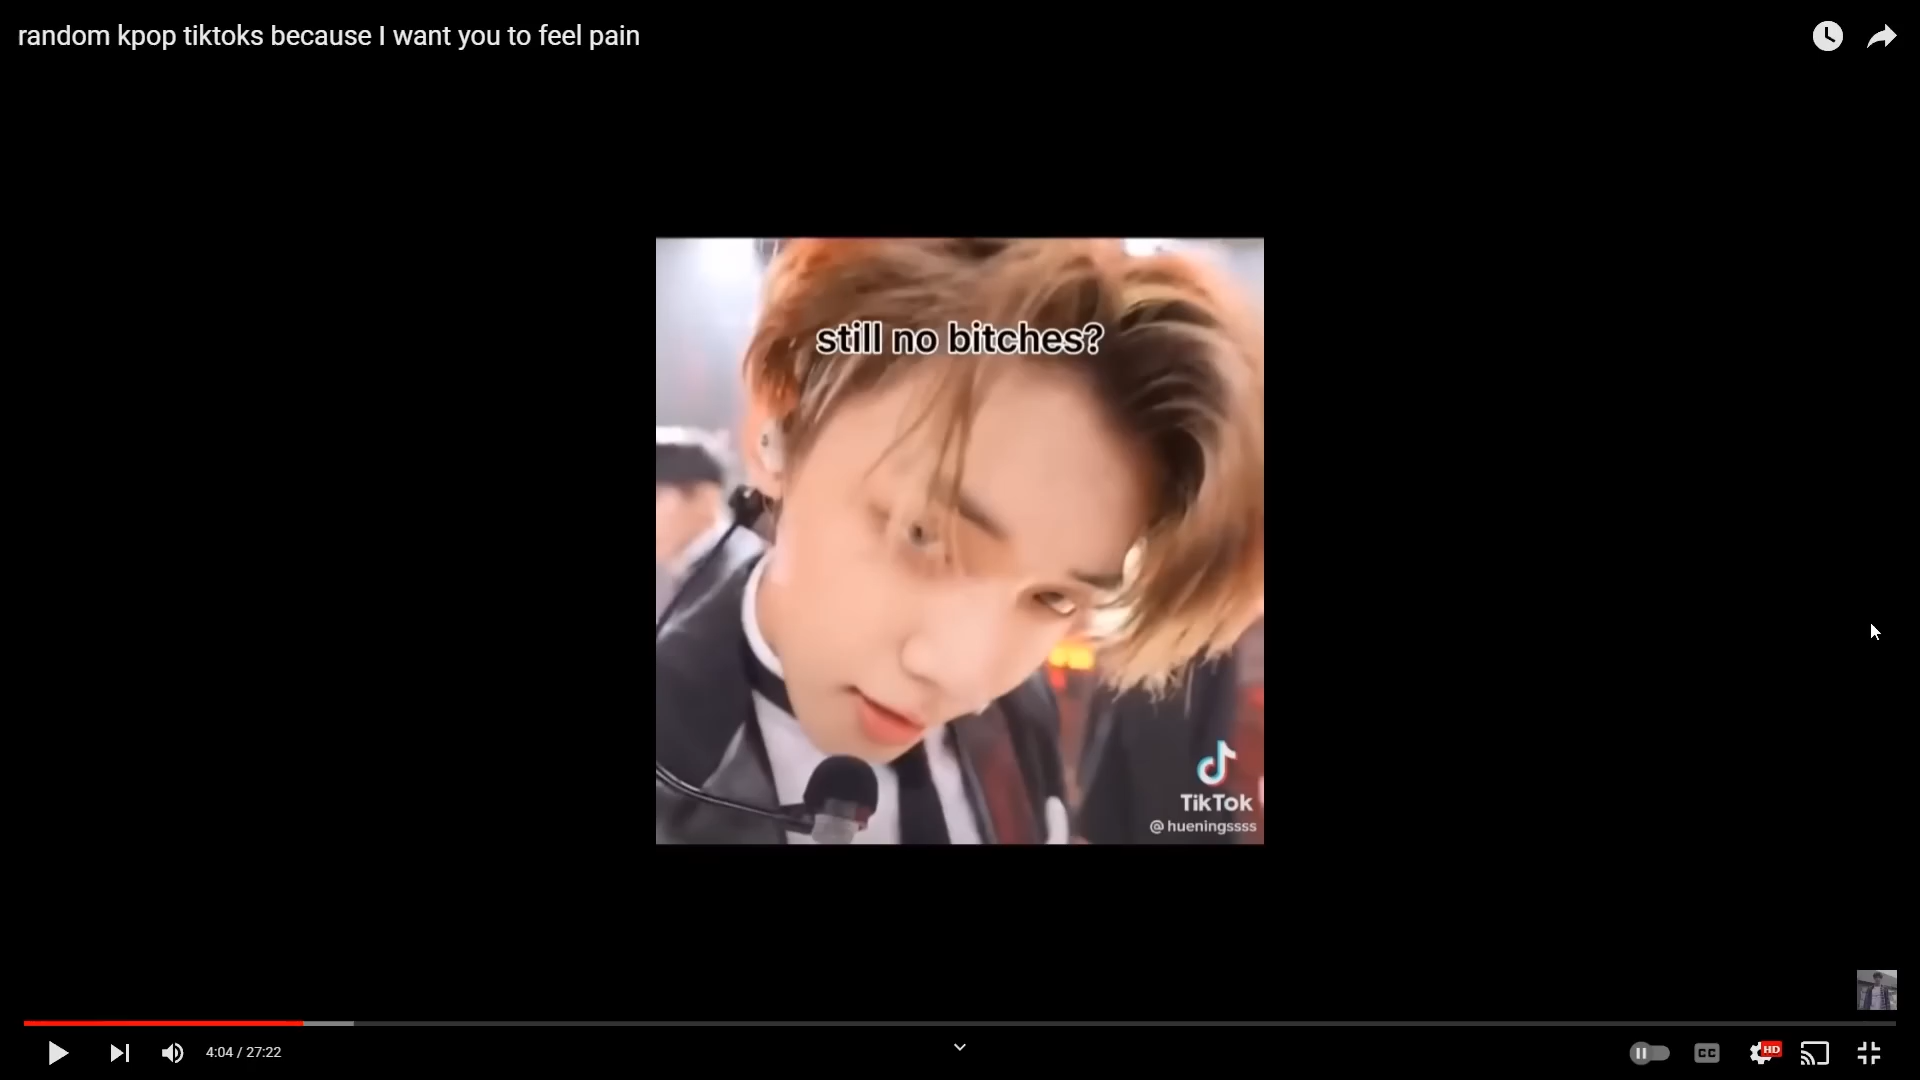 random kpop tiktoks because I want you to feel pain
still no bitches?
TikTok
@hueningssss
4:04 / 27:22
CC
HD